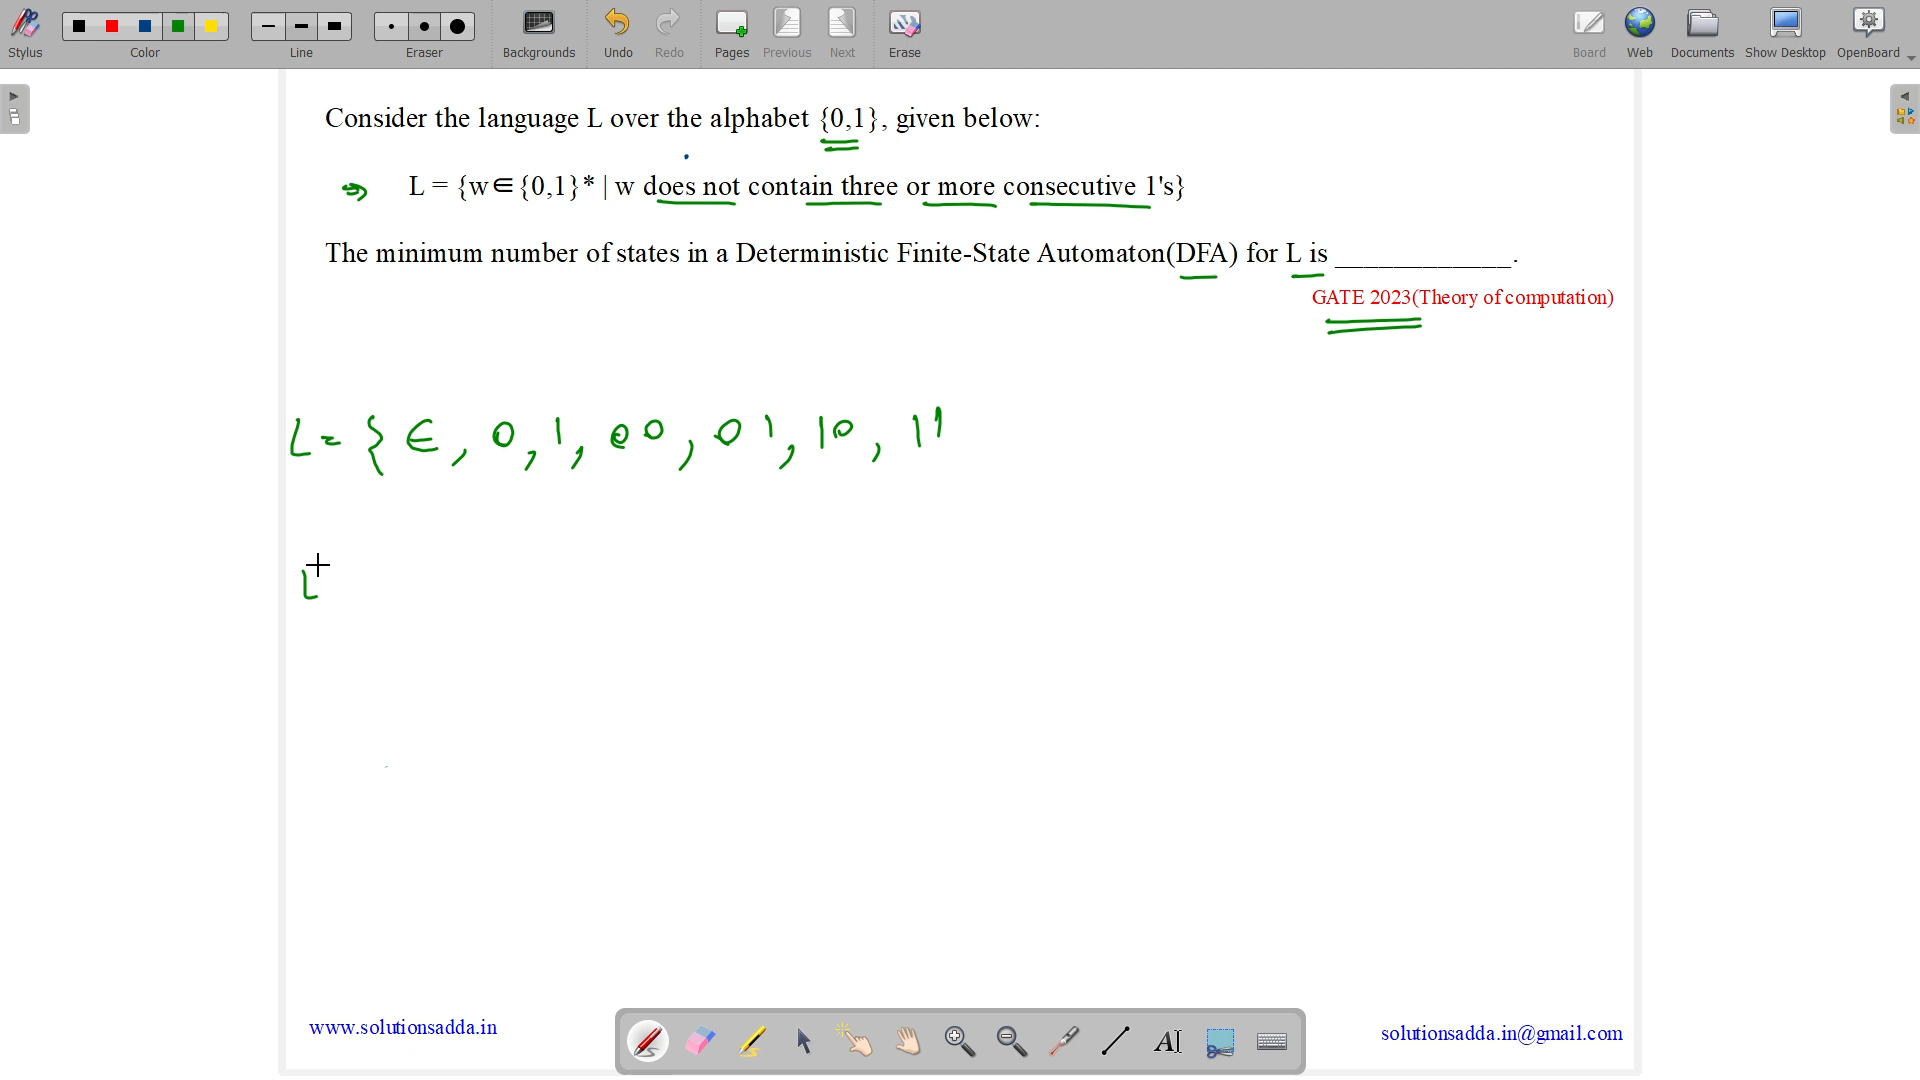 Stylus Color Line Eraser Backgrounds Undo Redo Pages Previous Next Erase Board Web Documents Show Desktop OpenBoard
Consider the language L over the alphabet {0,1}, given below:
L = {w∈{0,1}* | w does not contain three or more consecutive 1's}
The minimum number of states in a Deterministic Finite-State Automaton(DFA) for L is ____________.
GATE 2023(Theory of computation)
L = { ∈, 0, 1, 00, 01, 10, 11
L
www.solutionsadda.in
solutionsadda.in@gmail.com